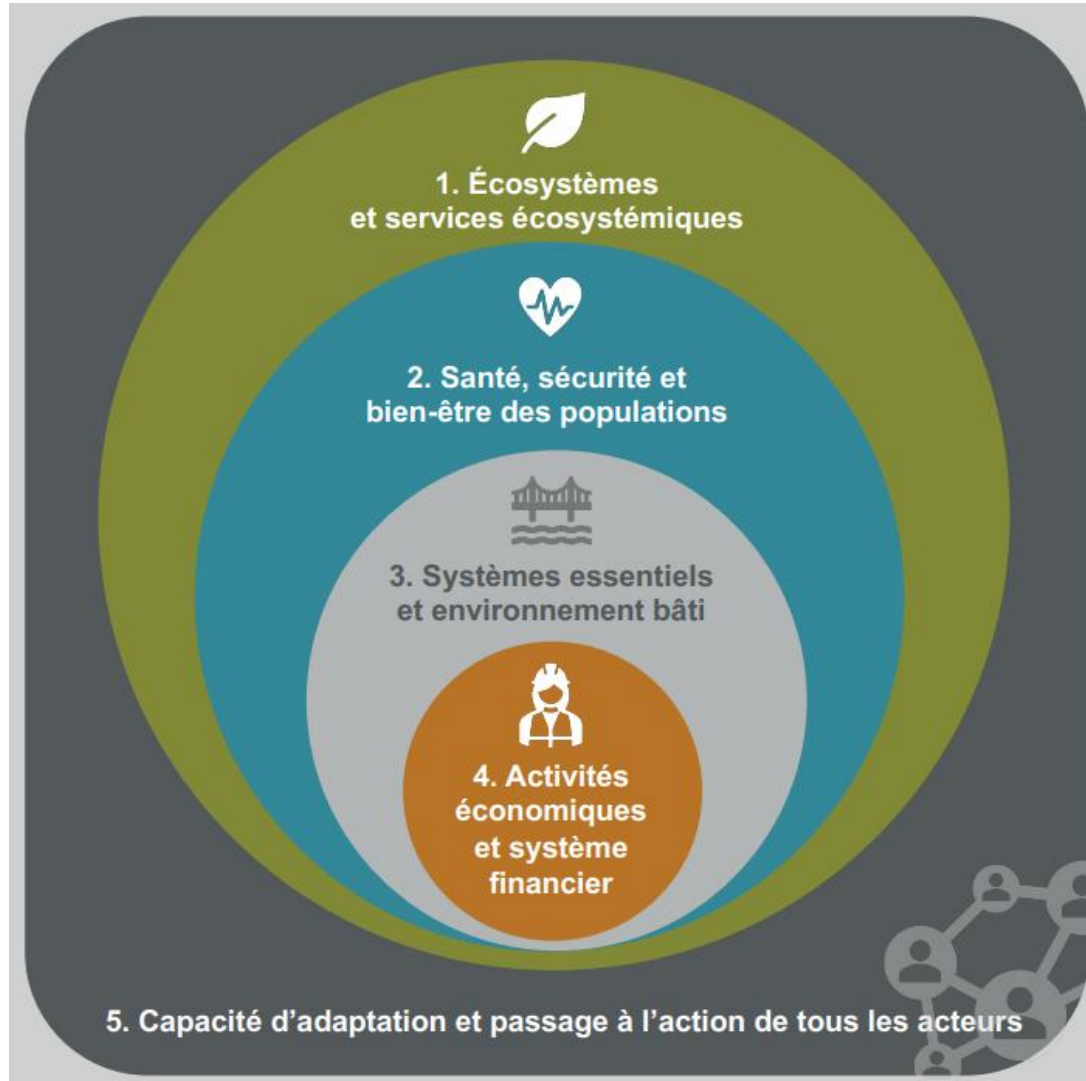 1. Écosystèmes
et services écosystémiques
2. Santé, sécurité et
bien-être des populations
3. Systèmes essentiels
et environnement bâti
4. Activités
économiques
et système
financier
5. Capacité d’adaptation et passage à l’action de tous les acteurs